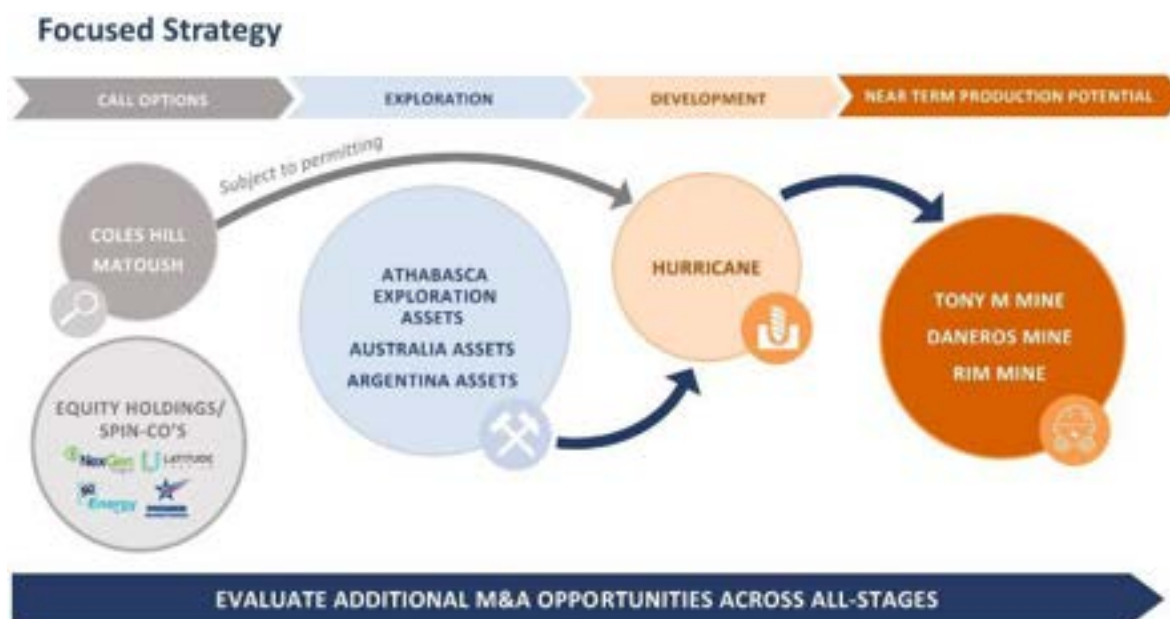 Focused Strategy
CALL OPTIONS
EXPLORATION
DEVELOPMENT
NEAR TERM PRODUCTION POTENTIAL
Subject to permitting
COLES HILL
MATOUSH
ATHABASCA
EXPLORATION
ASSETS
AUSTRALIA ASSETS
ARGENTINA ASSETS
HURRICANE
TONY M MINE
DANEROS MINE
RIM MINE
EQUITY HOLDINGS/
SPIN-CO'S
NexGen
LATITUDE
Energy
EVALUATE ADDITIONAL M&A OPPORTUNITIES ACROSS ALL-STAGES